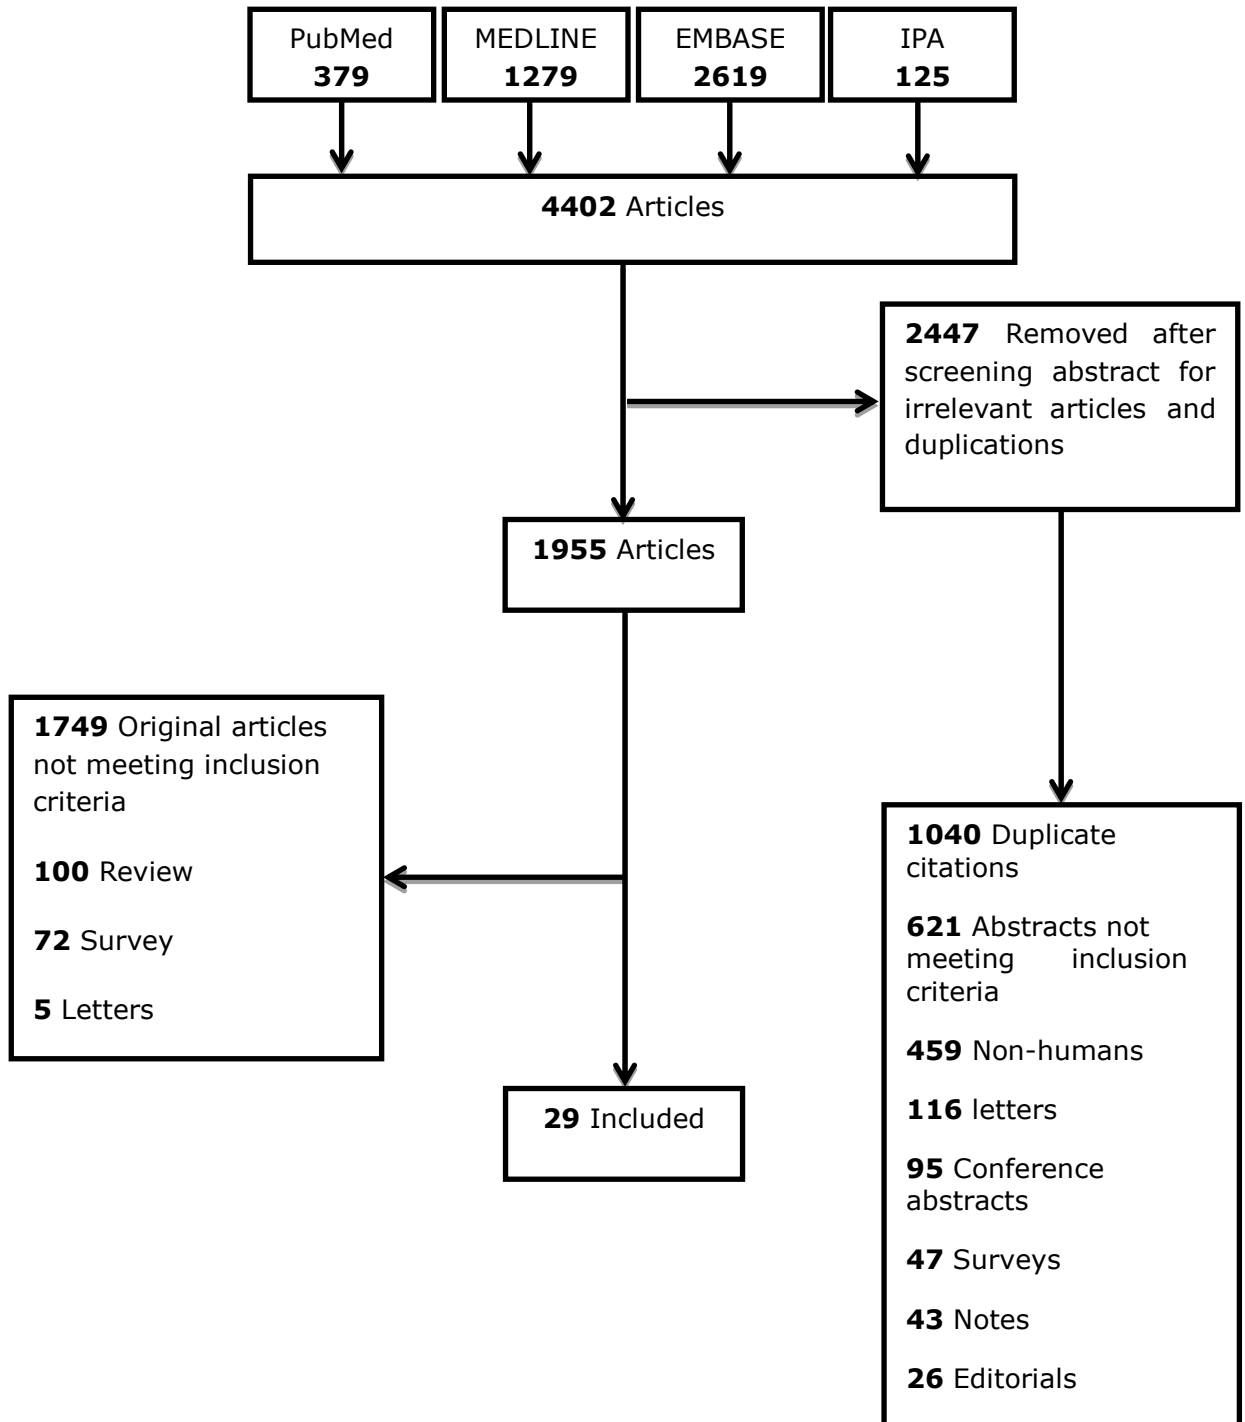 PubMed
379
MEDLINE
1279
EMBASE
2619
IPA
125
4402 Articles
2447 Removed after
screening abstract for
irrelevant articles and
duplications
1955 Articles
1749 Original articles
not meeting inclusion
criteria
100 Review
72 Survey
5 Letters
1040 Duplicate
citations
621 Abstracts not
meeting inclusion
criteria
459 Non-humans
116 letters
95 Conference
abstracts
47 Surveys
43 Notes
26 Editorials
29 Included